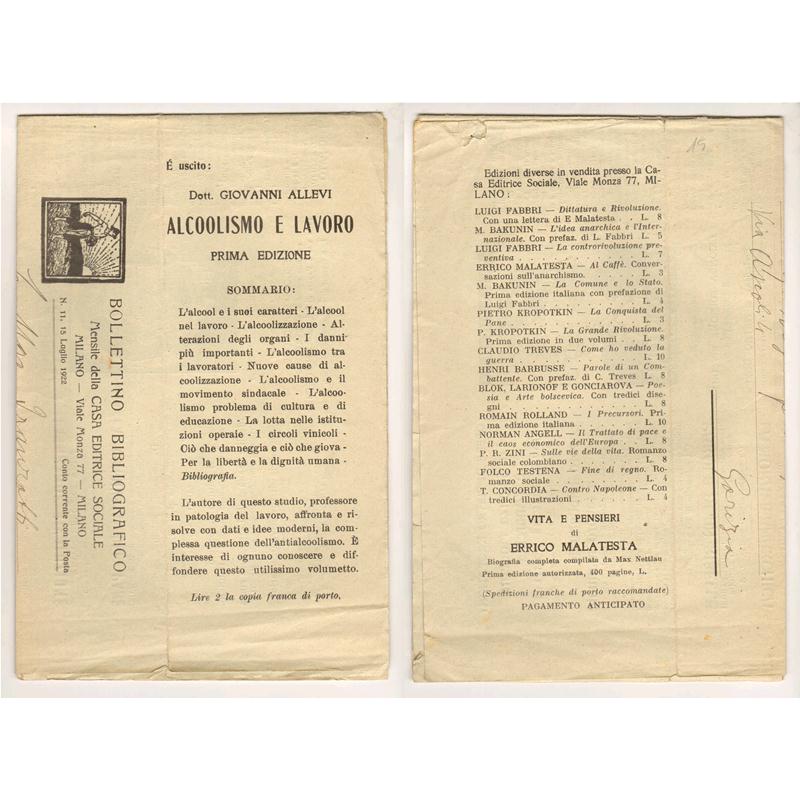 É uscito:
Dott. GIOVANNI ALLEVI
ALCOOLISMO E LAVORO
PRIMA EDIZIONE
SOMMARIO:
L'alcool e i suoi caratteri - L'alcool
nel lavoro - L'alcoolizzazione - Al-
terazioni degli organi - I danni
più importanti - L'alcoolismo tra
i lavoratori - Nuove cause di al-
coolizzazione - L'alcoolismo e il
movimento sindacale - L'alcoo-
lismo problema di cultura e di
educazione - La lotta nelle istitu-
zioni operale - I circoli vinicoli -
Ciò che danneggia e ciò che giova -
Per la libertà e la dignità umana -
Bibliografia.
L'autore di questo studio, professore
in patologia del lavoro, affronta e ri-
solve con dati e idee moderni, la com-
plessa questione dell'antialcoolismo. È
interesse di ognuno conoscere e dif-
fondere questo utilissimo volumetto.
Lire 2 la copia franca di porto.
BOLLETTINO BIBLIOGRAFICO
Mensile della CASA EDITRICE SOCIALE
MILANO — Viale Monza 77 — MILANO
N. 11, 15 Luglio 1922 Conto corrente con la Posta
15
Edizioni diverse in vendita presso la Ca-
sa Editrice Sociale, Viale Monza 77, MI-
LANO:
LUIGI FABBRI — Dittatura e Rivoluzione.
Con una lettera di E Malatesta . . L. 8
M. BAKUNIN — L'idea anarchica e l'Inter-
nazionale. Con prefaz. di L. Fabbri L. 5
LUIGI FABBRI — La controrivoluzione pre-
ventiva . . . . . . . . . . . L. 7
ERRICO MALATESTA — Al Caffè. Conver-
sazioni sull'anarchismo. . . . . . L. 3
M. BAKUNIN — La Comune e lo Stato.
Prima edizione italiana con prefazione di
Luigi Fabbri . . . . . . . . . L. 4
PIETRO KROPOTKIN — La Conquista del
Pane . . . . . . . . . . . . L. 3
P. KROPOTKIN — La Grande Rivoluzione.
Prima edizione in due volumi . . . L. 8
CLAUDIO TREVES — Come ho veduto la
guerra . . . . . . . . . . . L. 10
HENRI BARBUSSE — Parole di un Com-
battente. Con prefaz. di C. Treves L. 8
BLOK, LARIONOF E GONCIAROVA — Poe-
sia e Arte bolscevica. Con tredici dise-
gni . . . . . . . . . . . . L. 8
ROMAIN ROLLAND — I Precursori. Pri-
ma edizione italiana. . . . . . . L. 10
NORMAN ANGELL — Il Trattato di pace e
il caos economico dell'Europa . . L. 8
P. R. ZINI — Sulle vie della vita. Romanzo
sociale colombiano . . . . . . . L. 8
FOLCO TESTENA — Fine di regno. Ro-
manzo sociale . . . . . . . . . L. 4
T. CONCORDIA — Contro Napoleone — Con
tredici illustrazioni . . . . . . . L. 4
VITA E PENSIERI
di
ERRICO MALATESTA
Biografia completa compilata da Max Nettlau
Prima edizione autorizzata, 400 pagine, L.
(Spedizioni franche di porto raccomandate)
PAGAMENTO ANTICIPATO
Via Ascoli 4
Gorizia